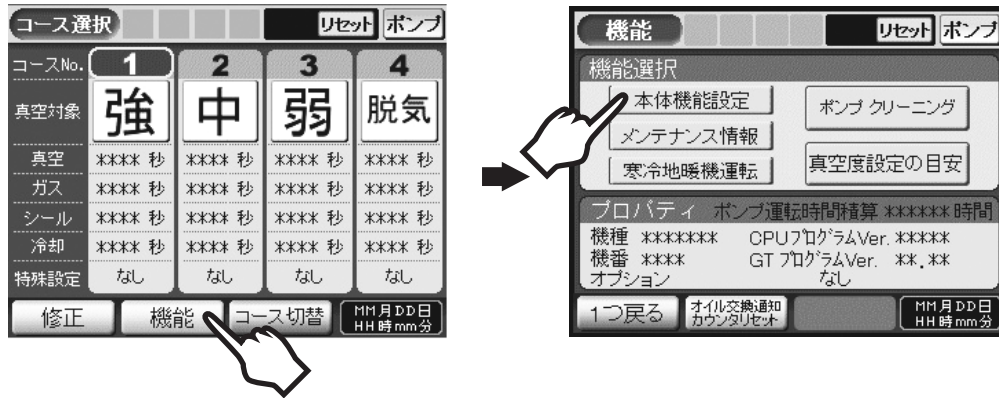 コース選択 リセット ポンプ
コースNo. 1 2 3 4
真空対象 強 中 弱 脱気
真空 **** 秒 **** 秒 **** 秒 **** 秒
ガス **** 秒 **** 秒 **** 秒 **** 秒
シール **** 秒 **** 秒 **** 秒 **** 秒
冷却 **** 秒 **** 秒 **** 秒 **** 秒
特殊設定 なし なし なし なし
修正 機能 コース切替 MM月DD日
HH時mm分
機能 リセット ポンプ
機能選択
本体機能設定 ポンプ クリーニング
メンテナンス情報
寒冷地暖機運転 真空度設定の目安
プロパティ ポンプ運転時間積算 ****** 時間
機種 ******* CPUプログラムVer. *****
機番 **** GT プログラムVer. **.**
オプション なし
1つ戻る オイル交換通知
カウンタリセット MM月DD日
HH時mm分